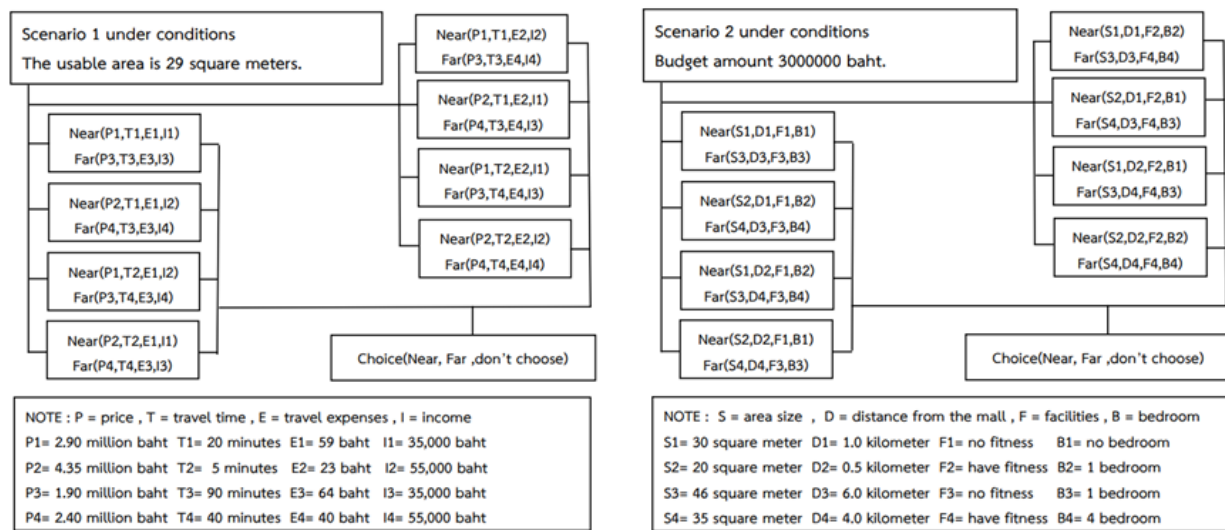 Scenario 1 under conditions
The usable area is 29 square meters.
Near(P1,T1,E2,I2)
Far(P3,T3,E4,I4)
Near(P2,T1,E2,I1)
Far(P4,T3,E4,I3)
Near(P1,T2,E2,I1)
Far(P3,T4,E4,I3)
Near(P2,T2,E2,I2)
Far(P4,T4,E4,I4)
Near(P1,T1,E1,I1)
Far(P3,T3,E3,I3)
Near(P2,T1,E1,I2)
Far(P4,T3,E3,I4)
Near(P1,T2,E1,I2)
Far(P3,T4,E3,I4)
Near(P2,T2,E1,I1)
Far(P4,T4,E3,I3)
Choice(Near, Far ,don't choose)
NOTE : P = price , T = travel time , E = travel expenses , I = income
P1= 2.90 million baht T1= 20 minutes E1= 59 baht I1= 35,000 baht
P2= 4.35 million baht T2= 5 minutes E2= 23 baht I2= 55,000 baht
P3= 1.90 million baht T3= 90 minutes E3= 64 baht I3= 35,000 baht
P4= 2.40 million baht T4= 40 minutes E4= 40 baht I4= 55,000 baht
Scenario 2 under conditions
Budget amount 3000000 baht.
Near(S1,D1,F2,B2)
Far(S3,D3,F4,B4)
Near(S2,D1,F2,B1)
Far(S4,D3,F4,B3)
Near(S1,D2,F2,B1)
Far(S3,D4,F4,B3)
Near(S2,D2,F2,B2)
Far(S4,D4,F4,B4)
Near(S1,D1,F1,B1)
Far(S3,D3,F3,B3)
Near(S2,D1,F1,B2)
Far(S4,D3,F3,B4)
Near(S1,D2,F1,B2)
Far(S3,D4,F3,B4)
Near(S2,D2,F1,B1)
Far(S4,D4,F3,B3)
Choice(Near, Far ,don't choose)
NOTE : S = area size , D = distance from the mall , F = facilities , B = bedroom
S1= 30 square meter D1= 1.0 kilometer F1= no fitness B1= no bedroom
S2= 20 square meter D2= 0.5 kilometer F2= have fitness B2= 1 bedroom
S3= 46 square meter D3= 6.0 kilometer F3= no fitness B3= 1 bedroom
S4= 35 square meter D4= 4.0 kilometer F4= have fitness B4= 4 bedroom